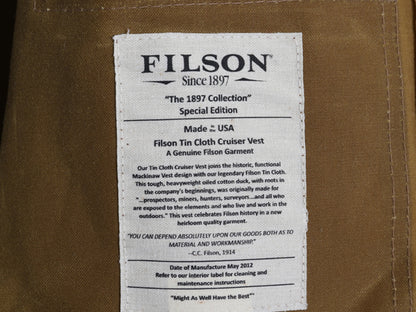 FILSON
Since 1897
"The 1897 Collection"
Special Edition
Made in the USA
Filson Tin Cloth Cruiser Vest
A Genuine Filson Garment
Our Tin Cloth Cruiser Vest joins the historic, functional
Mackinaw Vest design with our legendary Filson Tin Cloth.
This tough, heavyweight oiled cotton duck, with roots in
the company's beginnings, was originally made for
"...prospectors, miners, hunters, surveyors...and all who
are exposed to the elements and who live and work in the
outdoors." This vest celebrates Filson history in a new
heirloom quality garment.
"YOU CAN DEPEND ABSOLUTELY UPON OUR GOODS BOTH AS TO
MATERIAL AND WORKMANSHIP."
—C.C. Filson, 1914
Date of Manufacture May 2012
Refer to our interior label for cleaning and
maintenance instructions
"Might As Well Have the Best"